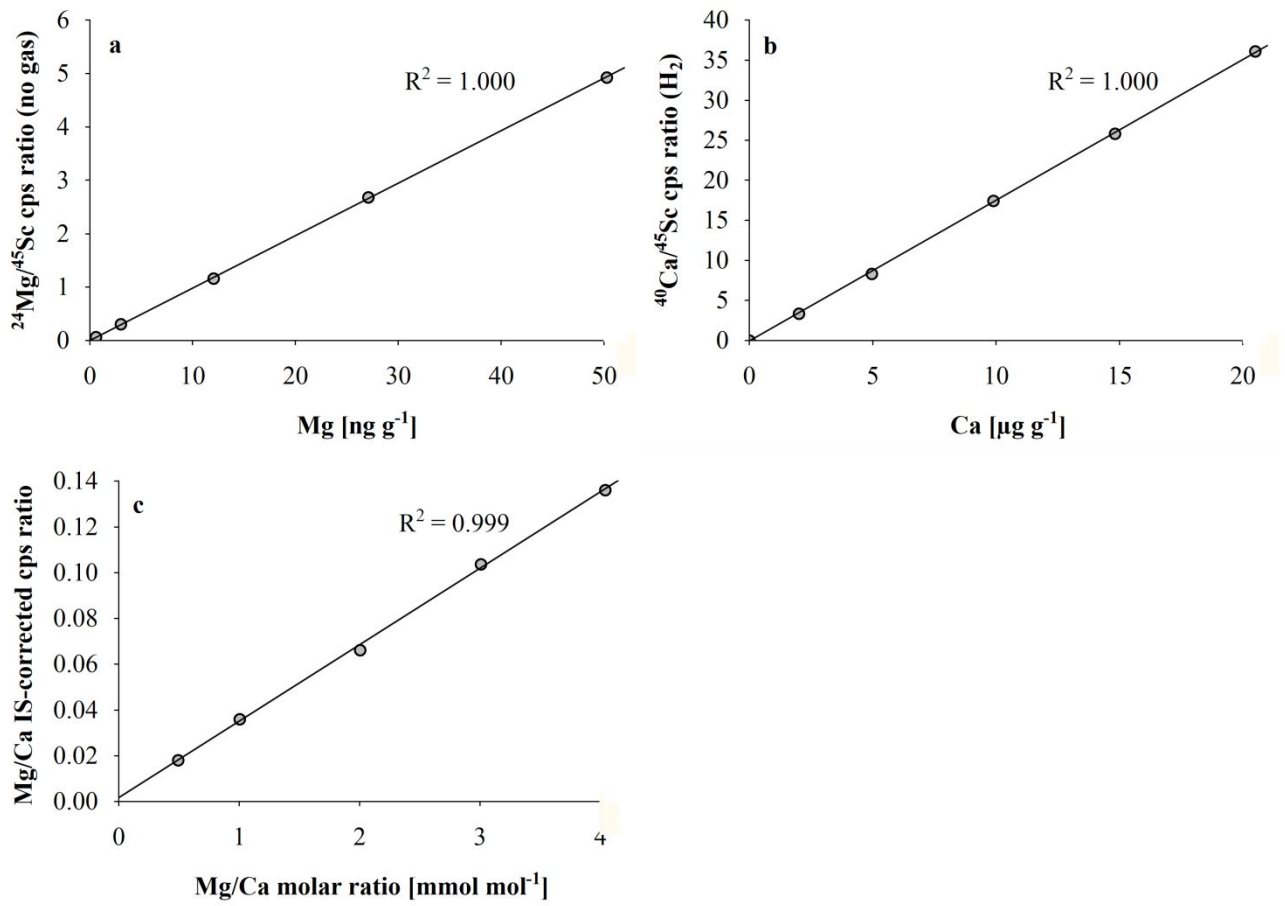 a
R² = 1.000
²⁴Mg/⁴⁵Sc cps ratio (no gas)
6
5
4
3
2
1
0
0 10 20 30 40 50
Mg [ng g⁻¹]
b
R² = 1.000
⁴⁰Ca/⁴⁵Sc cps ratio (H₂)
40
35
30
25
20
15
10
5
0
0 5 10 15 20
Ca [µg g⁻¹]
c
R² = 0.999
Mg/Ca IS-corrected cps ratio
0.14
0.12
0.10
0.08
0.06
0.04
0.02
0.00
0 1 2 3 4
Mg/Ca molar ratio [mmol mol⁻¹]